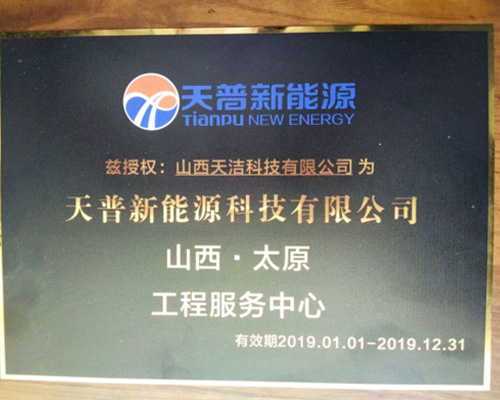 天普新能源
TIANPU NEW ENERGY
兹授权：山西天洁科技有限公司为
天普新能源科技有限公司
山西·太原
工程服务中心
有效期2019.01.01-2019.12.31